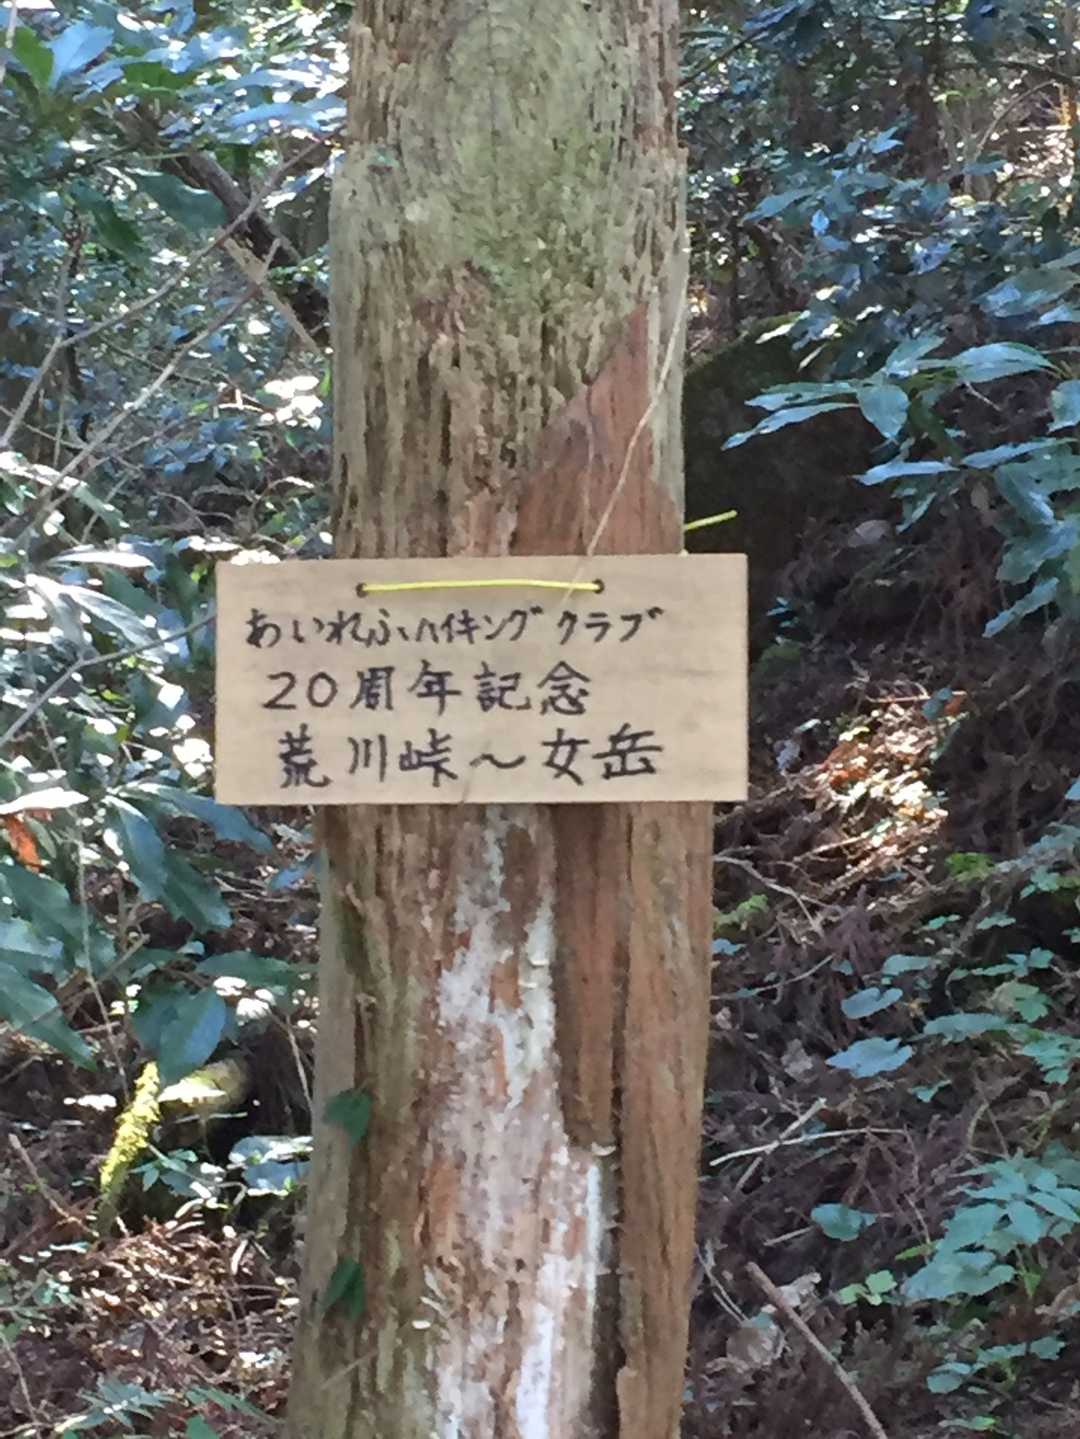 あいれふハイキングクラブ
20周年記念
荒川峠～女岳